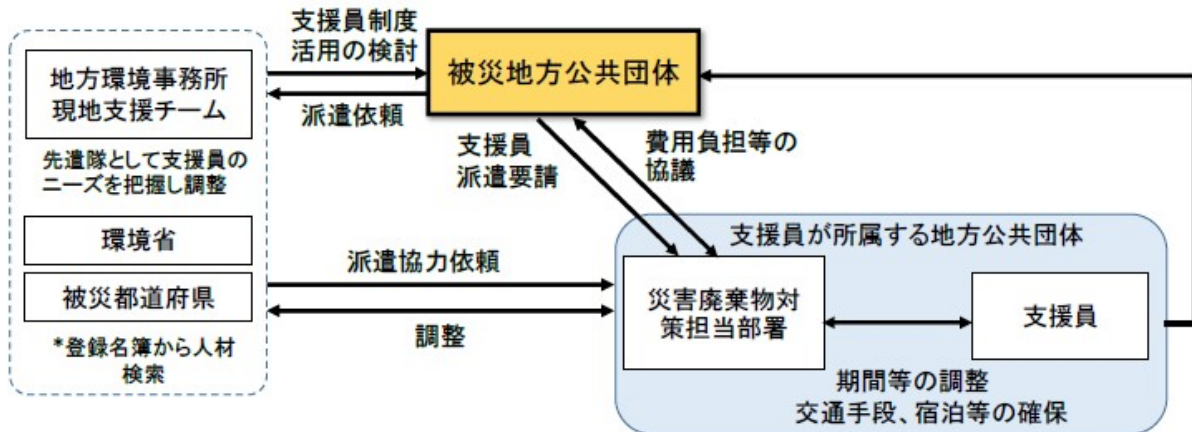 支援員制度
活用の検討
被災地方公共団体
地方環境事務所
現地支援チーム
派遣依頼
先遣隊として支援員の
ニーズを把握し調整
支援員
派遣要請
費用負担等の
協議
環境省
被災都道府県
*登録名簿から人材
検索
派遣協力依頼
調整
支援員が所属する地方公共団体
災害廃棄物対
策担当部署
支援員
期間等の調整
交通手段、宿泊等の確保